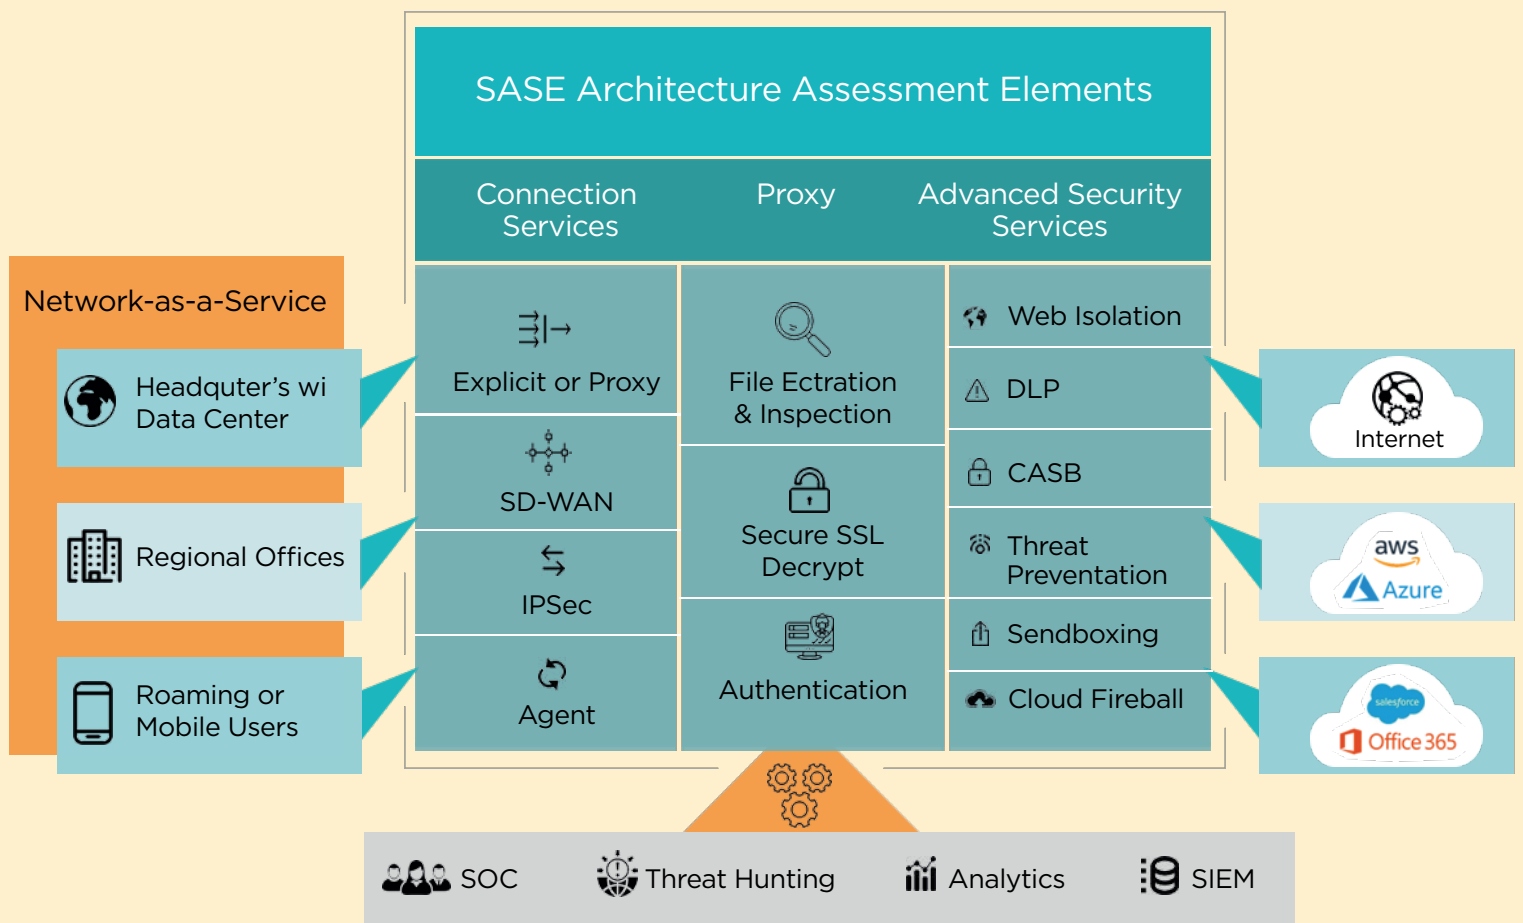 SASE Architecture Assessment Elements
Connection
Services
Proxy
Advanced Security
Services
Network-as-a-Service
Headquter's wi
Data Center
Regional Offices
Roaming or
Mobile Users
Explicit or Proxy
SD-WAN
IPSec
Agent
File Ectration
& Inspection
Secure SSL
Decrypt
Authentication
Web Isolation
DLP
CASB
Threat
Preventation
Sendboxing
Cloud Fireball
Internet
aws
Azure
salesforce
Office 365
SOC
Threat Hunting
Analytics
SIEM